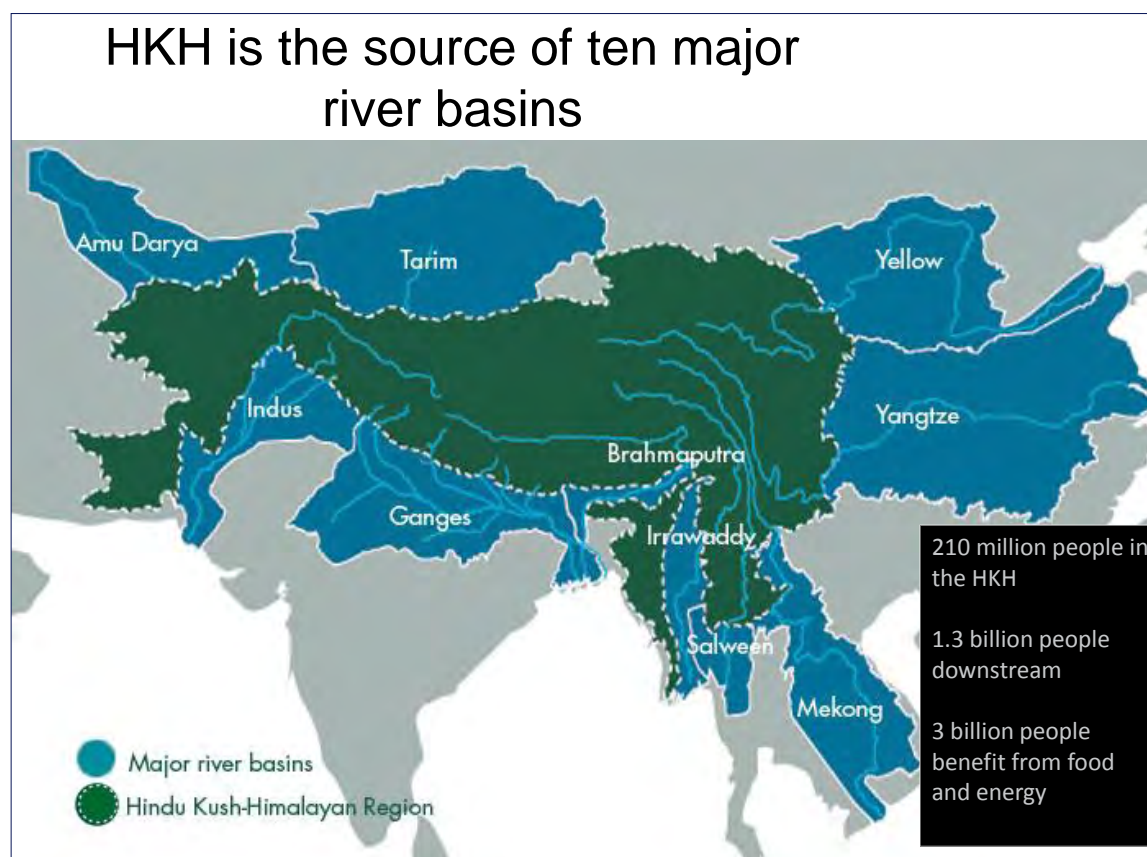 HKH is the source of ten major
river basins
Amu Darya
Tarim
Yellow
Indus
Yangtze
Brahmaputra
Ganges
Irrawaddy
Salween
Mekong
210 million people in
the HKH
1.3 billion people
downstream
3 billion people
benefit from food
and energy
Major river basins
Hindu Kush-Himalayan Region